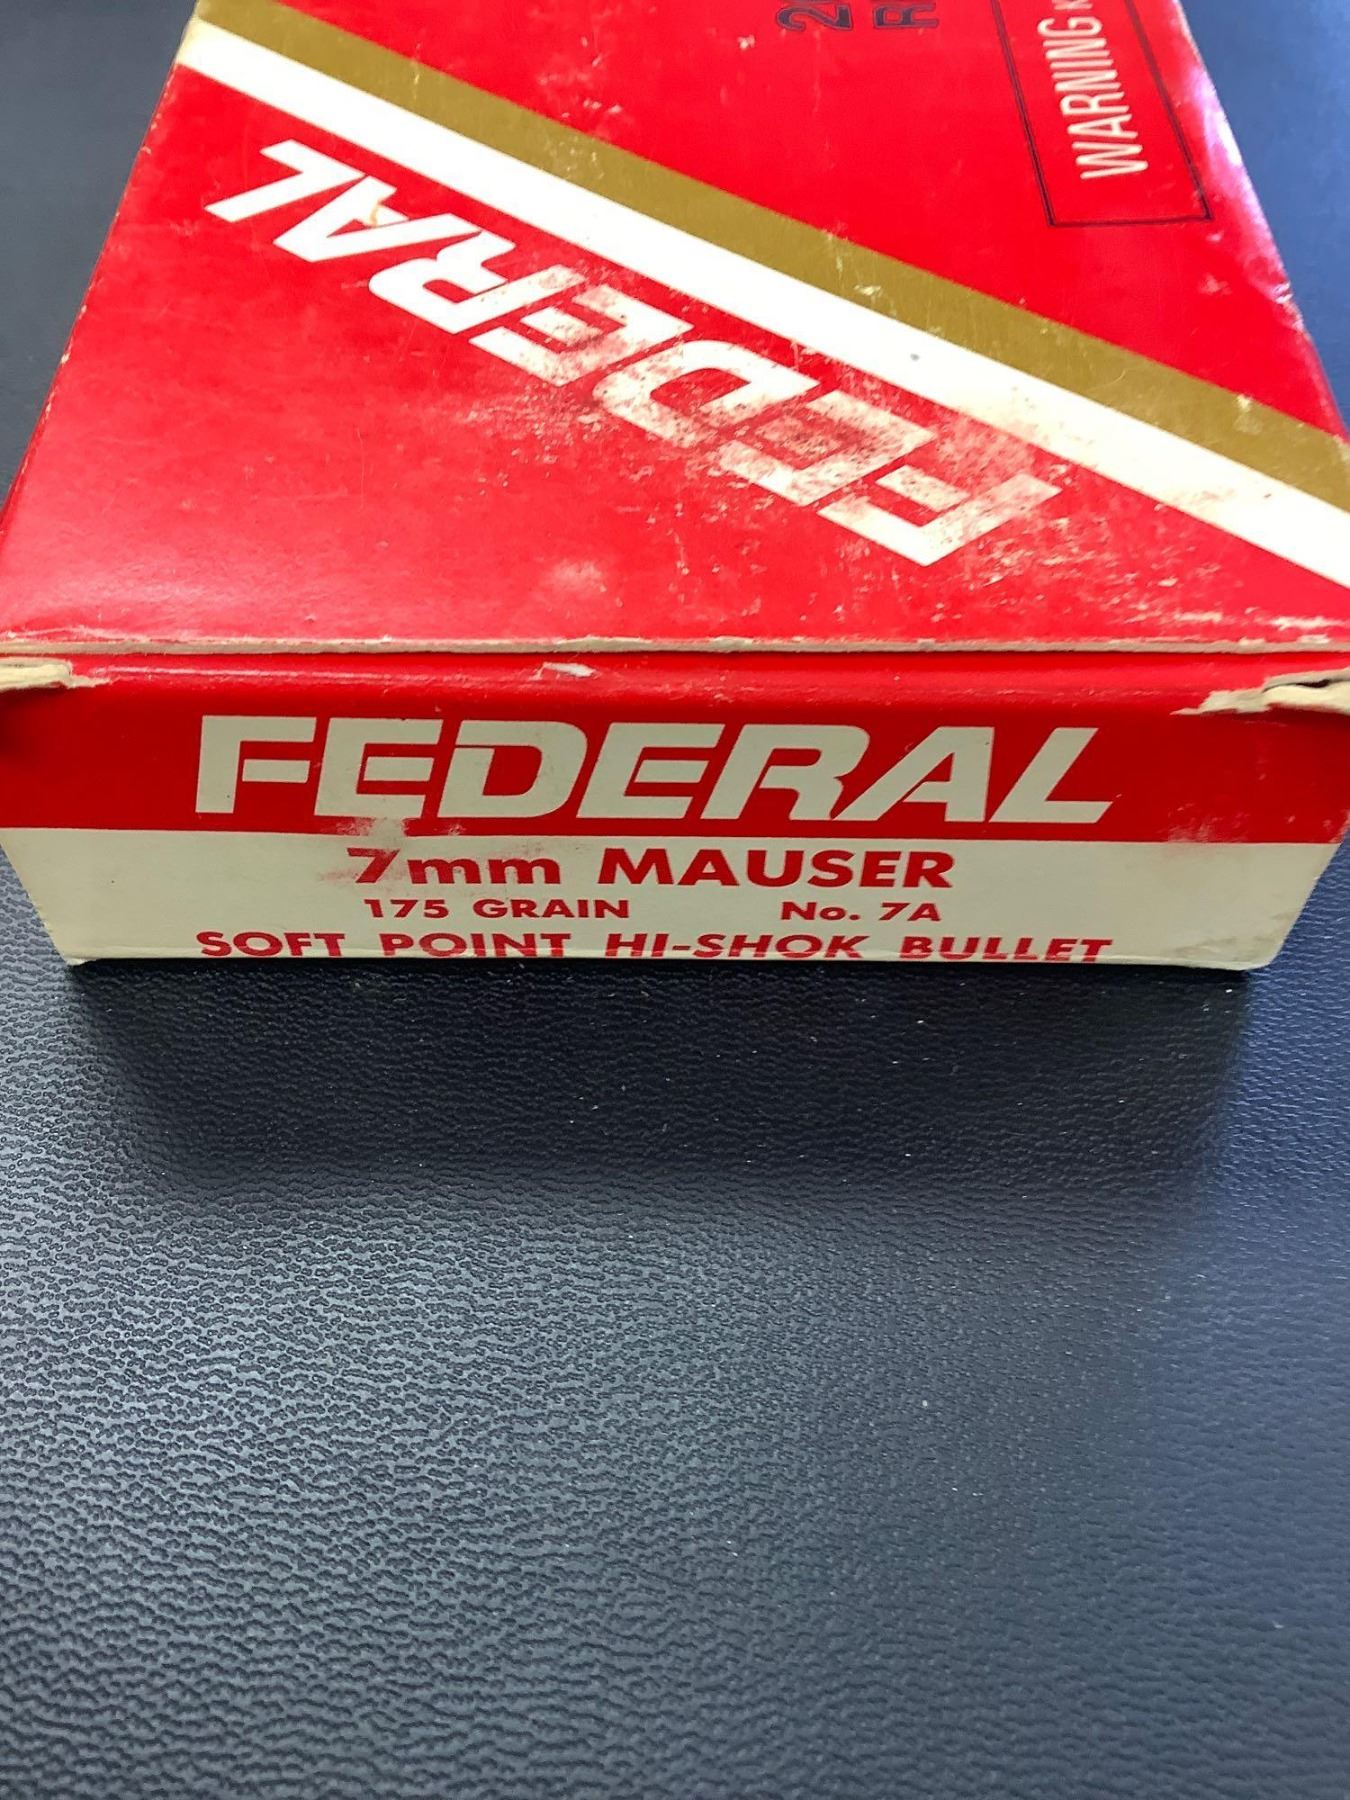 WARNING
FEDERAL
FEDERAL
7mm MAUSER
175 GRAIN No. 7A
SOFT POINT HI-SHOK BULLET